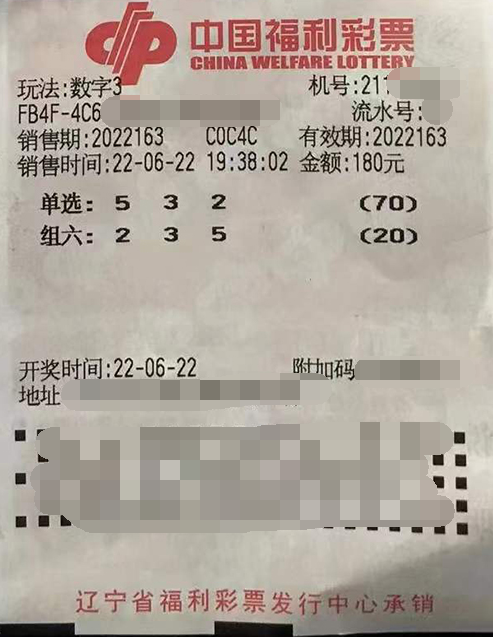 中国福利彩票
CHINA WELFARE LOTTERY
玩法:数字3 机号:211
FB4F-4C6 流水号:
销售期:2022163 C0C4C 有效期:2022163
销售时间:22-06-22 19:38:02 金额:180元
单选: 5 3 2 (70)
组六: 2 3 5 (20)
开奖时间:22-06-22 附加码
地址
辽宁省福利彩票发行中心承销